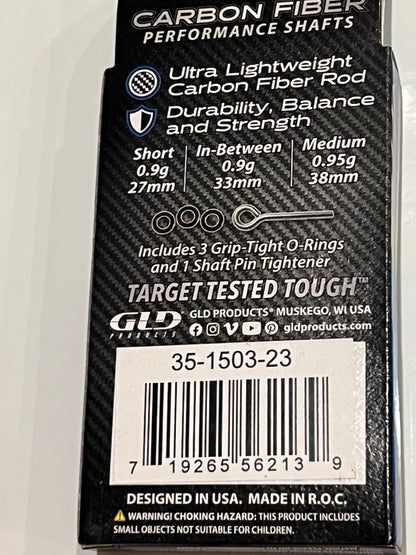 CARBON FIBER
PERFORMANCE SHAFTS
Ultra Lightweight
Carbon Fiber Rod
Durability, Balance
and Strength
Short In-Between Medium
0.9g 0.9g 0.95g
27mm 33mm 38mm
Includes 3 Grip-Tight O-Rings
and 1 Shaft Pin Tightener
TARGET TESTED TOUGH™
GLD PRODUCTS
GLD PRODUCTS® MUSKEGO, WI USA
gldproducts.com
35-1503-23
7 19265 56213 9
DESIGNED IN USA. MADE IN R.O.C.
WARNING! CHOKING HAZARD: THIS PRODUCT INCLUDES
SMALL OBJECTS NOT SUITABLE FOR CHILDREN.